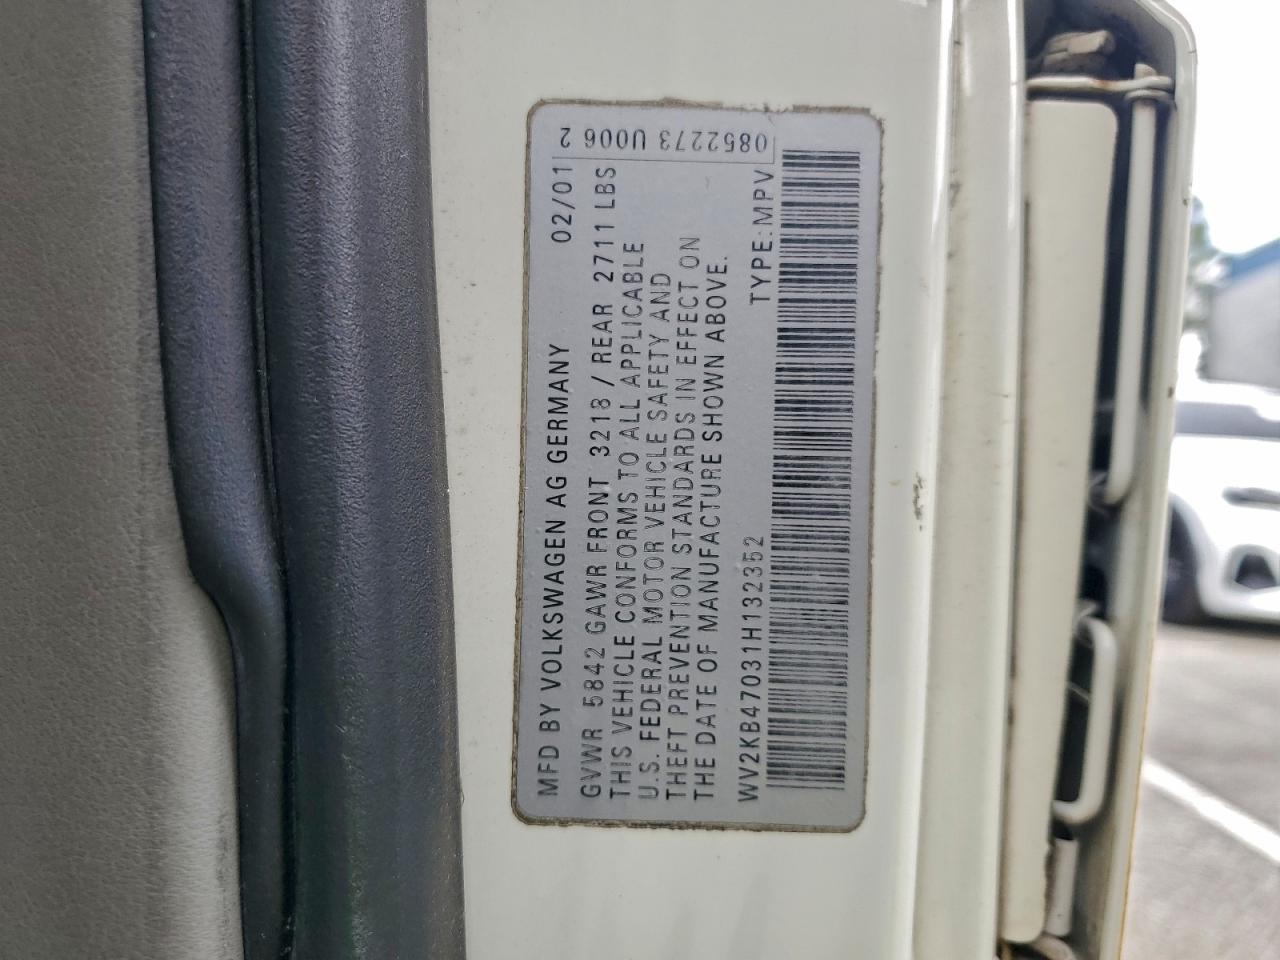 MFD BY VOLKSWAGEN AG GERMANY 02/01
GVWR 5842 GAWR FRONT 3218 / REAR 2711 LBS
THIS VEHICLE CONFORMS TO ALL APPLICABLE
U.S. FEDERAL MOTOR VEHICLE SAFETY AND
THEFT PREVENTION STANDARDS IN EFFECT ON
THE DATE OF MANUFACTURE SHOWN ABOVE.
WV2KB47031H132352 TYPE: MPV
0852273 U006 2